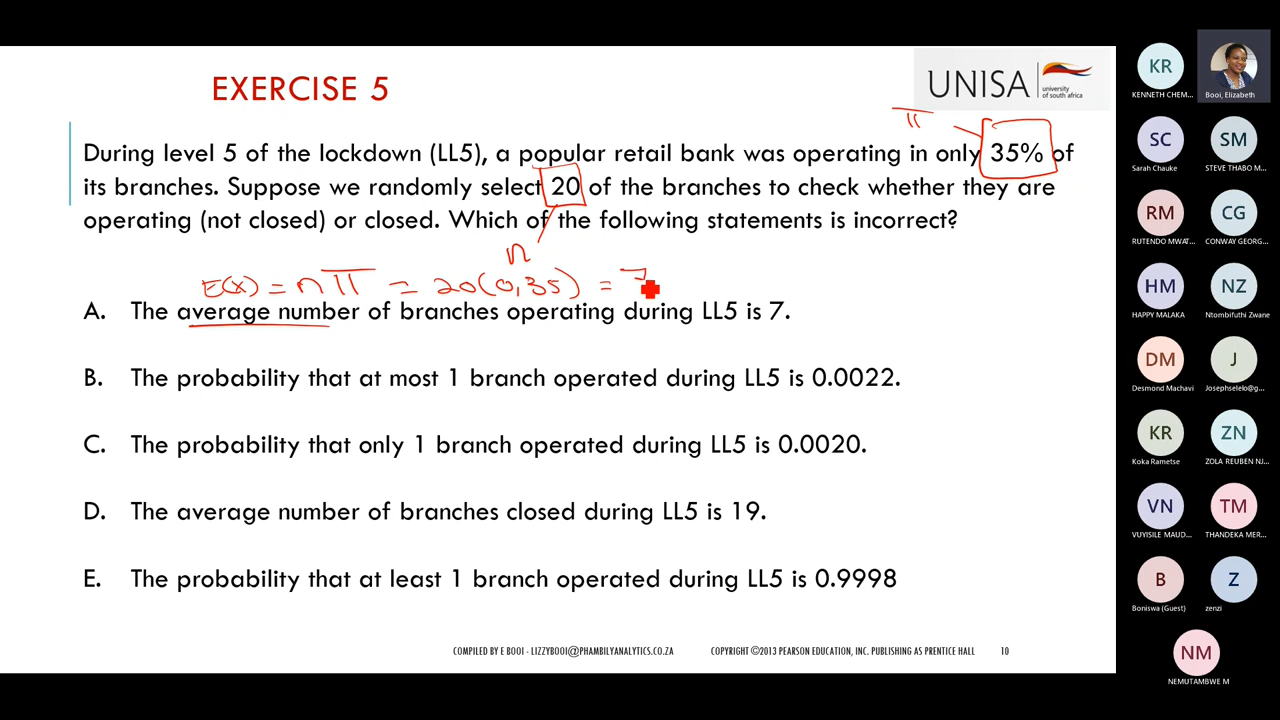 EXERCISE 5
UNISA
university
of south africa
π
During level 5 of the lockdown (LL5), a popular retail bank was operating in only 35% of
its branches. Suppose we randomly select 20 of the branches to check whether they are
operating (not closed) or closed. Which of the following statements is incorrect?
n
E(x) = nπ = 20(0,35) = 7
A. The average number of branches operating during LL5 is 7.
B. The probability that at most 1 branch operated during LL5 is 0.0022.
C. The probability that only 1 branch operated during LL5 is 0.0020.
D. The average number of branches closed during LL5 is 19.
E. The probability that at least 1 branch operated during LL5 is 0.9998
COMPILED BY E BOOI - LIZZYBOOI@PHAMBILYANALYTICS.CO.ZA COPYRIGHT ©2013 PEARSON EDUCATION, INC. PUBLISHING AS PRENTICE HALL 10
KR
KENNETH CHEM...
Booi, Elizabeth
SC
Sarah Chauke
SM
STEVE THABO M...
RM
RUTENDO MWAT...
CG
CONWAY GEORG...
HM
HAPPY MALAKA
NZ
Ntombifuthi Zwane
DM
Desmond Machavi
J
Josephselelo@g...
KR
Koka Rametse
ZN
ZOLA REUBEN NJ...
VN
VUYISILE MAUD...
TM
THANDEKA MER...
B
Boniswa (Guest)
Z
zenzi
NM
NEMUTAMBWE M